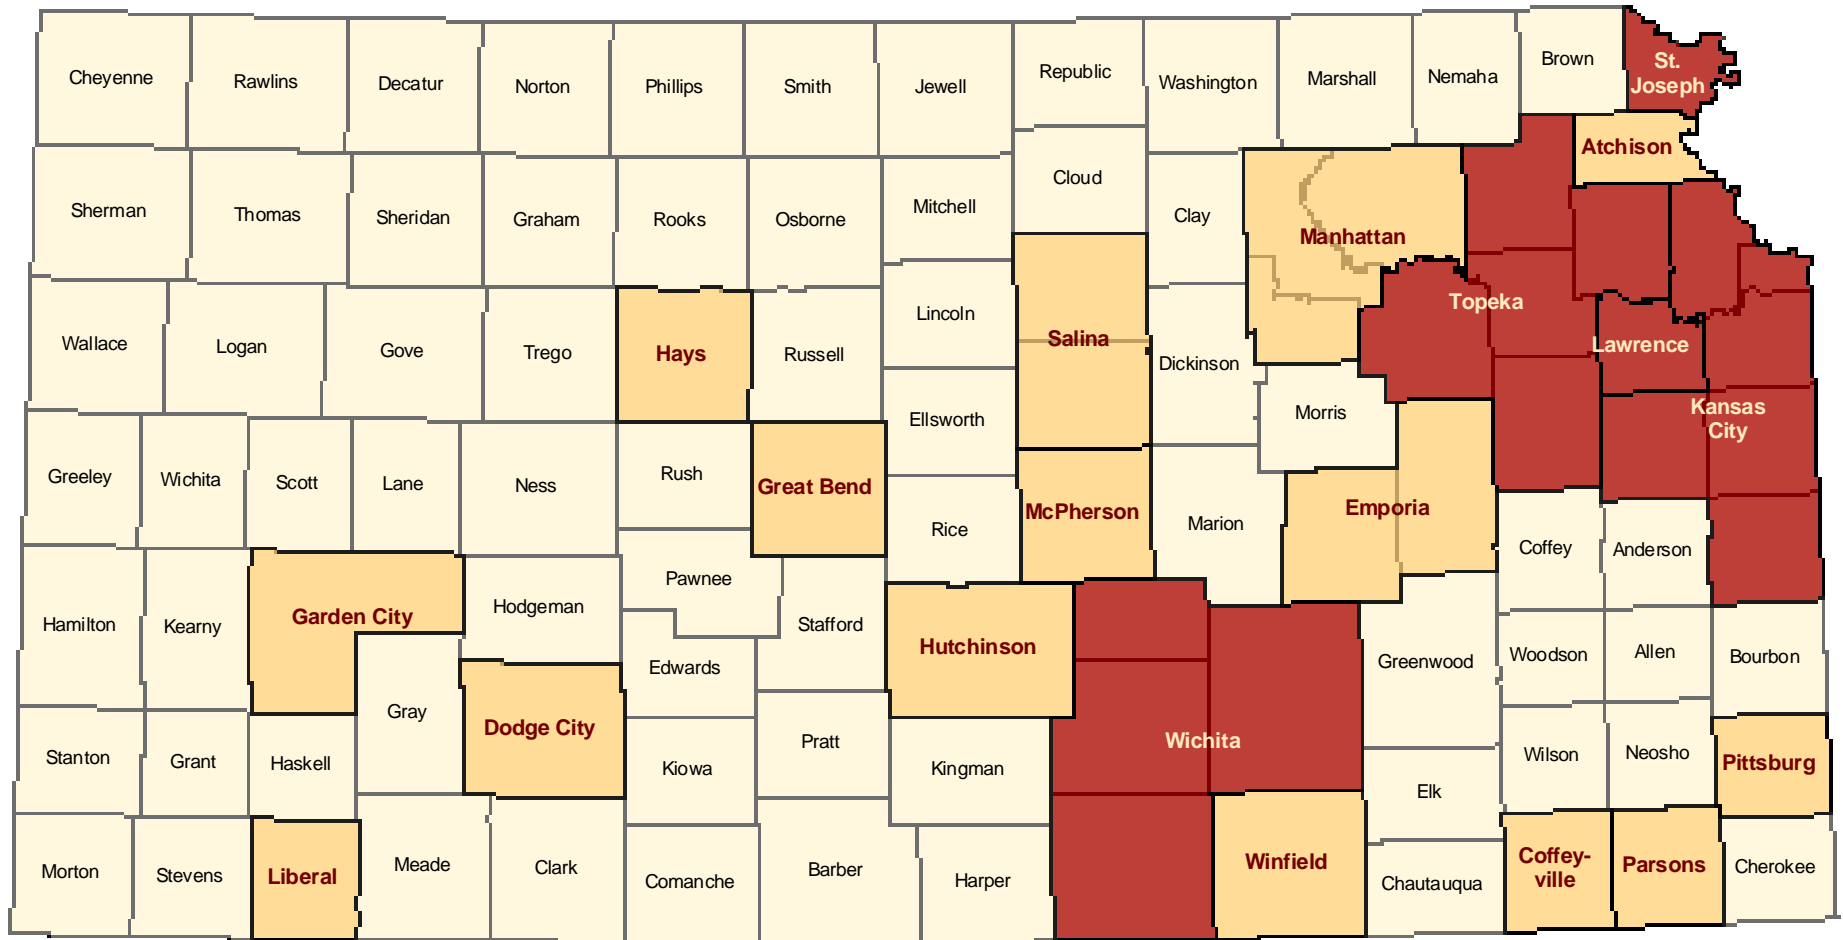 Cheyenne
Rawlins
Decatur
Norton
Phillips
Smith
Jewell
Republic
Washington
Marshall
Nemaha
Brown
St.
Joseph
Atchison
Sherman
Thomas
Sheridan
Graham
Rooks
Osborne
Mitchell
Cloud
Clay
Manhattan
Topeka
Lawrence
Kansas
City
Wallace
Logan
Gove
Trego
Hays
Russell
Lincoln
Salina
Dickinson
Ellsworth
Morris
Greeley
Wichita
Scott
Lane
Ness
Rush
Great Bend
Rice
McPherson
Marion
Emporia
Coffey
Anderson
Hamilton
Kearny
Garden City
Hodgeman
Pawnee
Stafford
Edwards
Hutchinson
Greenwood
Woodson
Allen
Bourbon
Gray
Dodge City
Stanton
Grant
Haskell
Kiowa
Pratt
Kingman
Wichita
Elk
Wilson
Neosho
Pittsburg
Morton
Stevens
Liberal
Meade
Clark
Comanche
Barber
Harper
Winfield
Chautauqua
Coffey-
ville
Parsons
Cherokee